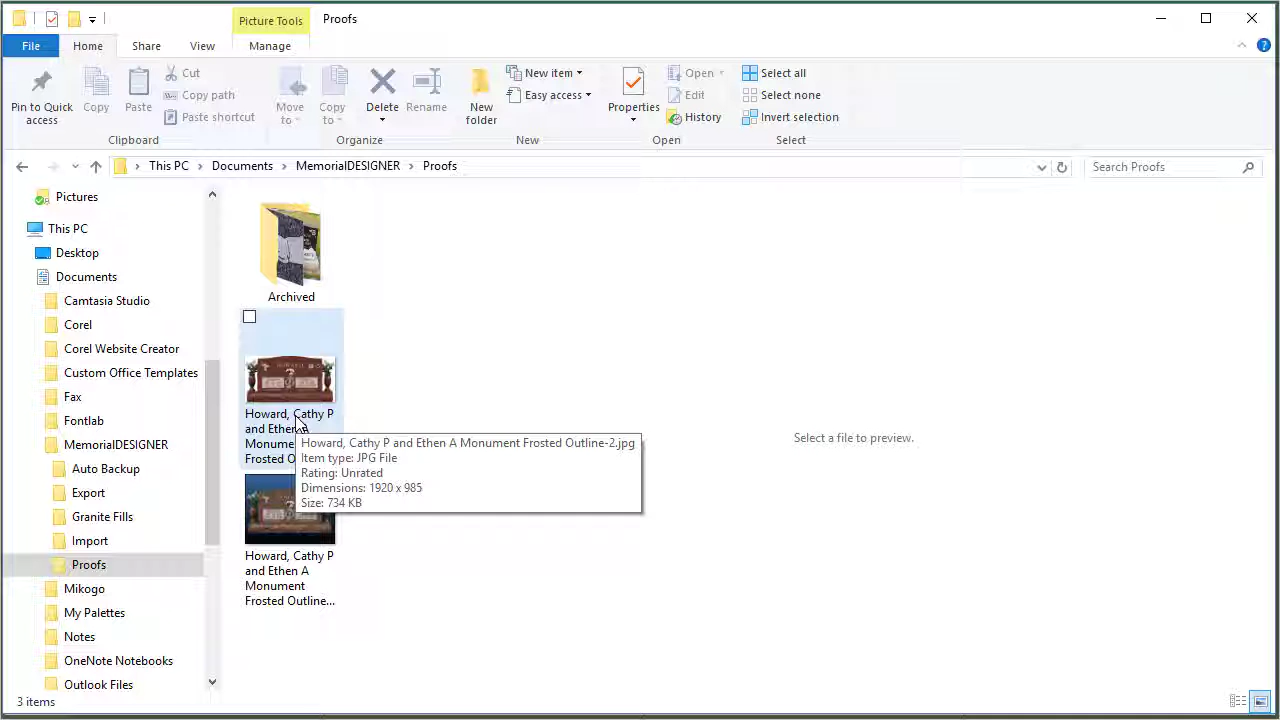 Picture Tools
Proofs
File
Home
Share
View
Manage
Pin to Quick access
Copy
Paste
Cut
Copy path
Paste shortcut
Clipboard
Move to
Copy to
Delete
Rename
Organize
New folder
New item
Easy access
New
Properties
Open
Edit
History
Open
Select all
Select none
Invert selection
Select
This PC > Documents > MemorialDESIGNER > Proofs
Search Proofs
Pictures
This PC
Desktop
Documents
Camtasia Studio
Corel
Corel Website Creator
Custom Office Templates
Fax
Fontlab
MemorialDESIGNER
Auto Backup
Export
Granite Fills
Import
Proofs
Mikogo
My Palettes
Notes
OneNote Notebooks
Outlook Files
Archived
HOWARD
Howard, Cathy P
and Ethen A
Monume
Frosted O
Howard, Cathy P and Ethen A Monument Frosted Outline-2.jpg
Item type: JPG File
Rating: Unrated
Dimensions: 1920 x 985
Size: 734 KB
Howard, Cathy P
and Ethen A
Monument
Frosted Outline...
Select a file to preview.
3 items